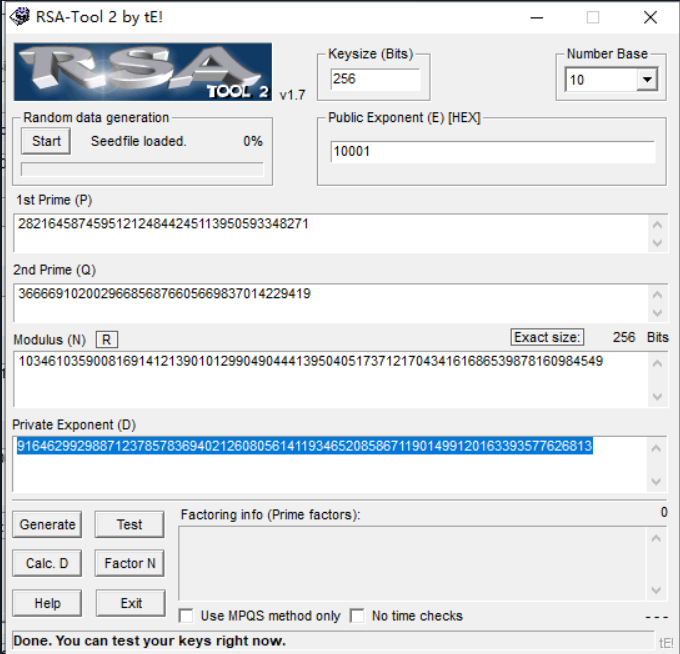 RSA-Tool 2 by tE!
RSA
TOOL 2
v1.7
Keysize (Bits)
256
Number Base
10
Random data generation
Start
Seedfile loaded.
0%
Public Exponent (E) [HEX]
10001
1st Prime (P)
282164587459512124844245113950593348271
2nd Prime (Q)
366669102002966856876605669837014229419
Modulus (N)
R
Exact size:
256
Bits
103461035900816914121390101299049044413950405173712170434161686539878160984549
Private Exponent (D)
91646299298871237857836940212608056141193465208586711901499120163393577626813
Generate
Test
Factoring info (Prime factors):
0
Calc. D
Factor N
Help
Exit
Use MPQS method only
No time checks
---
Done. You can test your keys right now.
tE!